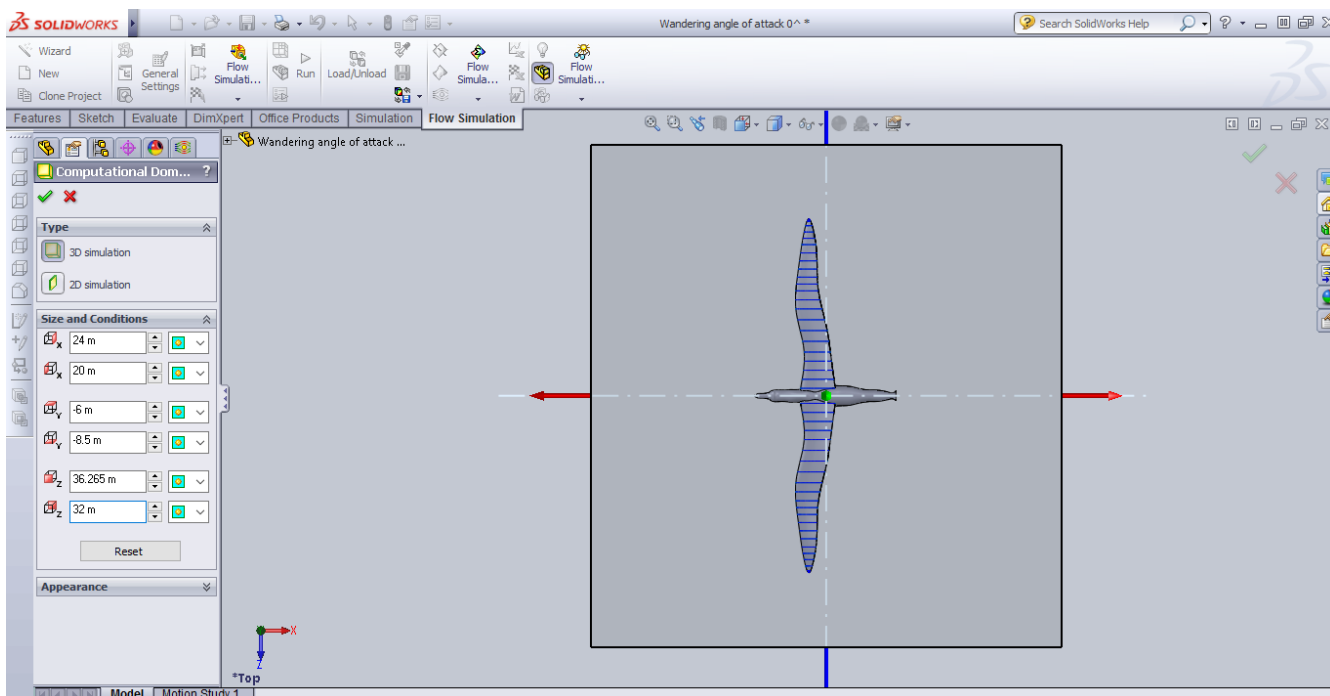 SOLIDWORKS
Wandering angle of attack 0^ *
Search SolidWorks Help
Wizard
New
Clone Project
General Settings
Flow Simulati...
Run
Load/Unload
Flow Simula...
Flow Simulati...
Features Sketch Evaluate DimXpert Office Products Simulation Flow Simulation
Wandering angle of attack ...
Computational Dom... ?
Type
3D simulation
2D simulation
Size and Conditions
X 24 m
X 20 m
Y -6 m
Y -8.5 m
Z 36.265 m
Z 32 m
Reset
Appearance
X
Z
*Top
Model Motion Study 1